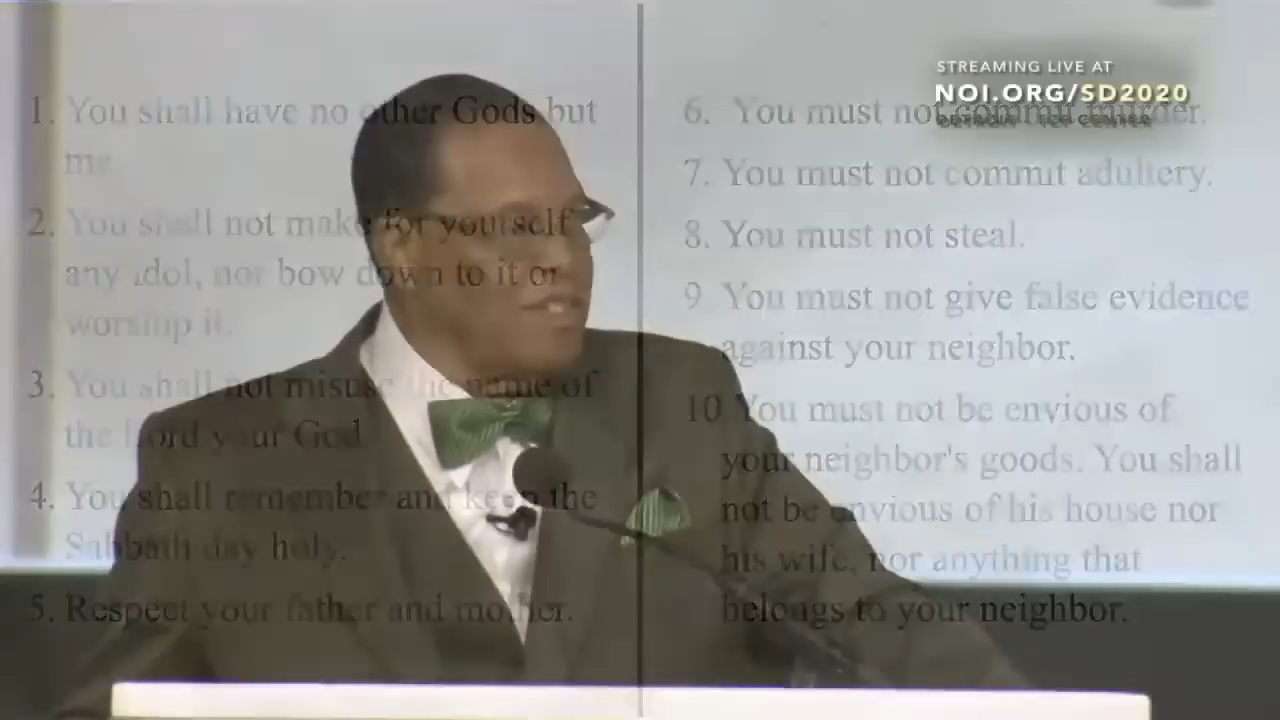 STREAMING LIVE AT
NOI.ORG/SD2020
DETROIT TCF CENTER
1. You shall have no other Gods but
me.
2. You shall not make for yourself
any idol, nor bow down to it or
worship it.
3. You shall not misuse the name of
the Lord your God
4. You shall remember and keep the
Sabbath day holy.
5. Respect your father and mother.
6. You must not commit murder.
7. You must not commit adultery.
8. You must not steal.
9. You must not give false evidence
against your neighbor.
10 You must not be envious of
your neighbor's goods. You shall
not be envious of his house nor
his wife, nor anything that
belongs to your neighbor.